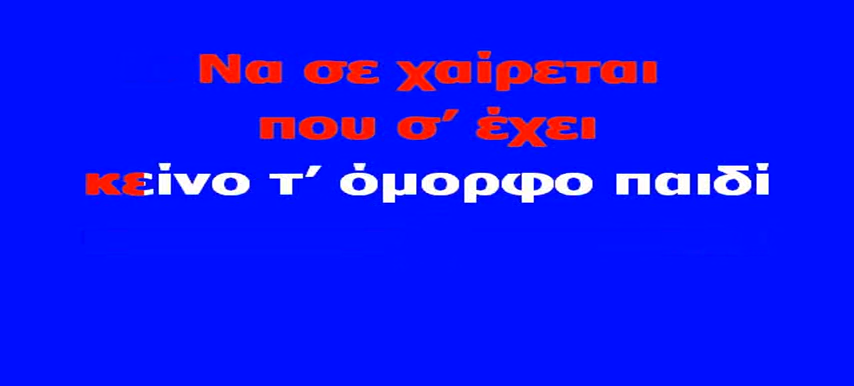 Να σε χαίρεται
που σ' έχει
κείνο τ' όμορφο παιδί